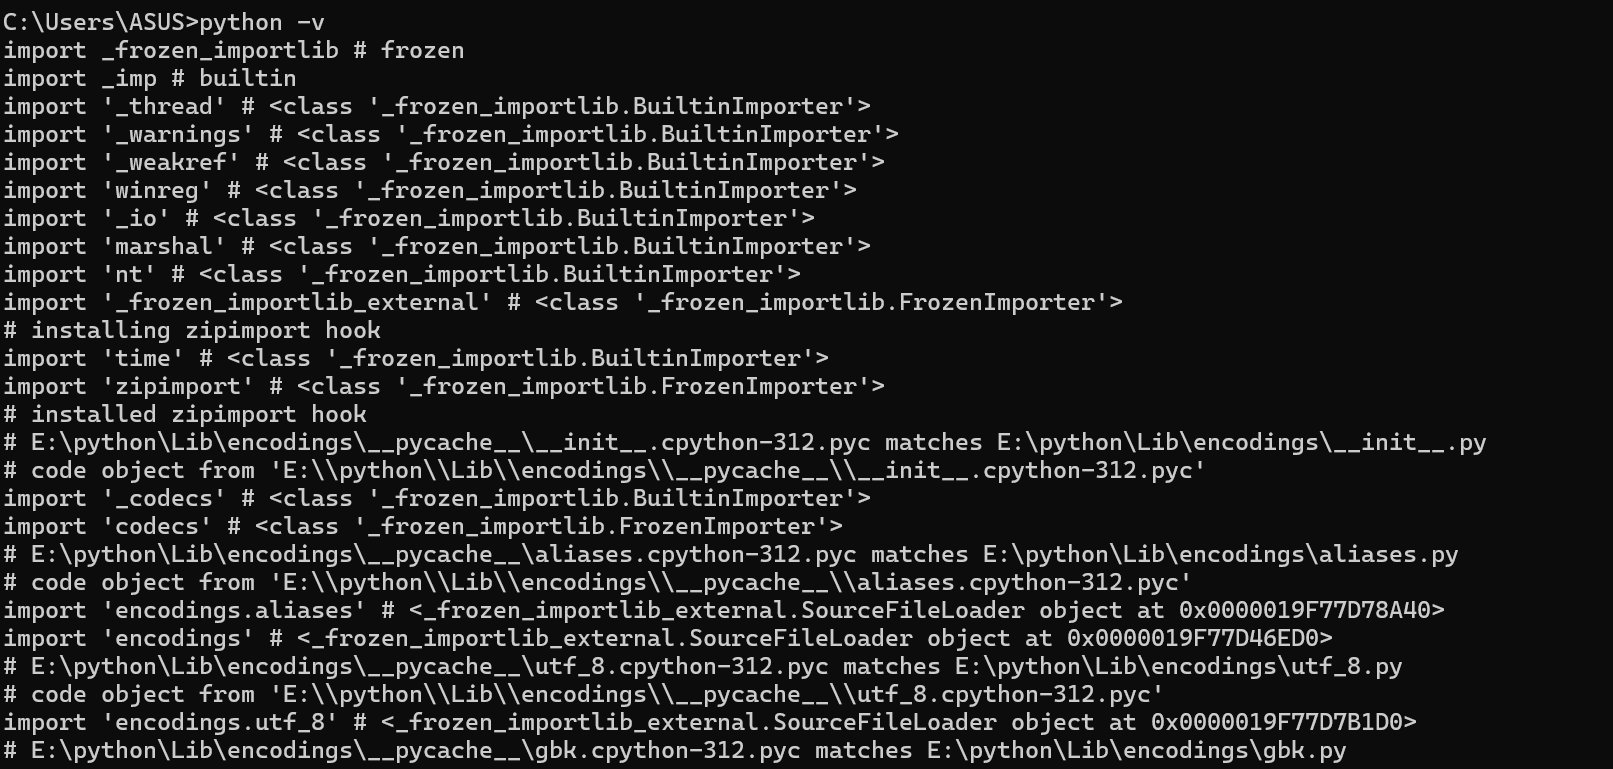 C:\Users\ASUS>python -v
import _frozen_importlib # frozen
import _imp # builtin
import '_thread' # <class '_frozen_importlib.BuiltinImporter'>
import '_warnings' # <class '_frozen_importlib.BuiltinImporter'>
import '_weakref' # <class '_frozen_importlib.BuiltinImporter'>
import 'winreg' # <class '_frozen_importlib.BuiltinImporter'>
import '_io' # <class '_frozen_importlib.BuiltinImporter'>
import 'marshal' # <class '_frozen_importlib.BuiltinImporter'>
import 'nt' # <class '_frozen_importlib.BuiltinImporter'>
import '_frozen_importlib_external' # <class '_frozen_importlib.FrozenImporter'>
# installing zipimport hook
import 'time' # <class '_frozen_importlib.BuiltinImporter'>
import 'zipimport' # <class '_frozen_importlib.FrozenImporter'>
# installed zipimport hook
# E:\python\Lib\encodings\__pycache__\__init__.cpython-312.pyc matches E:\python\Lib\encodings\__init__.py
# code object from 'E:\\python\\Lib\\encodings\\__pycache__\\__init__.cpython-312.pyc'
import '_codecs' # <class '_frozen_importlib.BuiltinImporter'>
import 'codecs' # <class '_frozen_importlib.FrozenImporter'>
# E:\python\Lib\encodings\__pycache__\aliases.cpython-312.pyc matches E:\python\Lib\encodings\aliases.py
# code object from 'E:\\python\\Lib\\encodings\\__pycache__\\aliases.cpython-312.pyc'
import 'encodings.aliases' # <_frozen_importlib_external.SourceFileLoader object at 0x0000019F77D78A40>
import 'encodings' # <_frozen_importlib_external.SourceFileLoader object at 0x0000019F77D46ED0>
# E:\python\Lib\encodings\__pycache__\utf_8.cpython-312.pyc matches E:\python\Lib\encodings\utf_8.py
# code object from 'E:\\python\\Lib\\encodings\\__pycache__\\utf_8.cpython-312.pyc'
import 'encodings.utf_8' # <_frozen_importlib_external.SourceFileLoader object at 0x0000019F77D7B1D0>
# E:\python\Lib\encodings\__pycache__\gbk.cpython-312.pyc matches E:\python\Lib\encodings\gbk.py